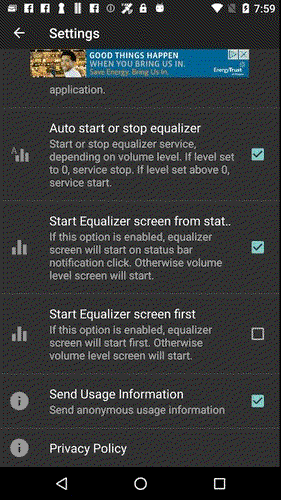 7:59
Settings
GOOD THINGS HAPPEN
WHEN YOU BRING US IN.
Save Energy. Bring Us In.
EnergyTrust
application.
Auto start or stop equalizer
Start or stop equalizer service,
depending on volume level. If level set
to 0, service stop. If level set above 0,
service start.
Start Equalizer screen from stat..
If this option is enabled, equalizer
screen will start on status bar
notification click. Otherwise volume
level screen will start.
Start Equalizer screen first
If this option is enabled, equalizer
screen will start first. Otherwise
volume level screen will start.
Send Usage Information
Send anonymous usage information
Privacy Policy